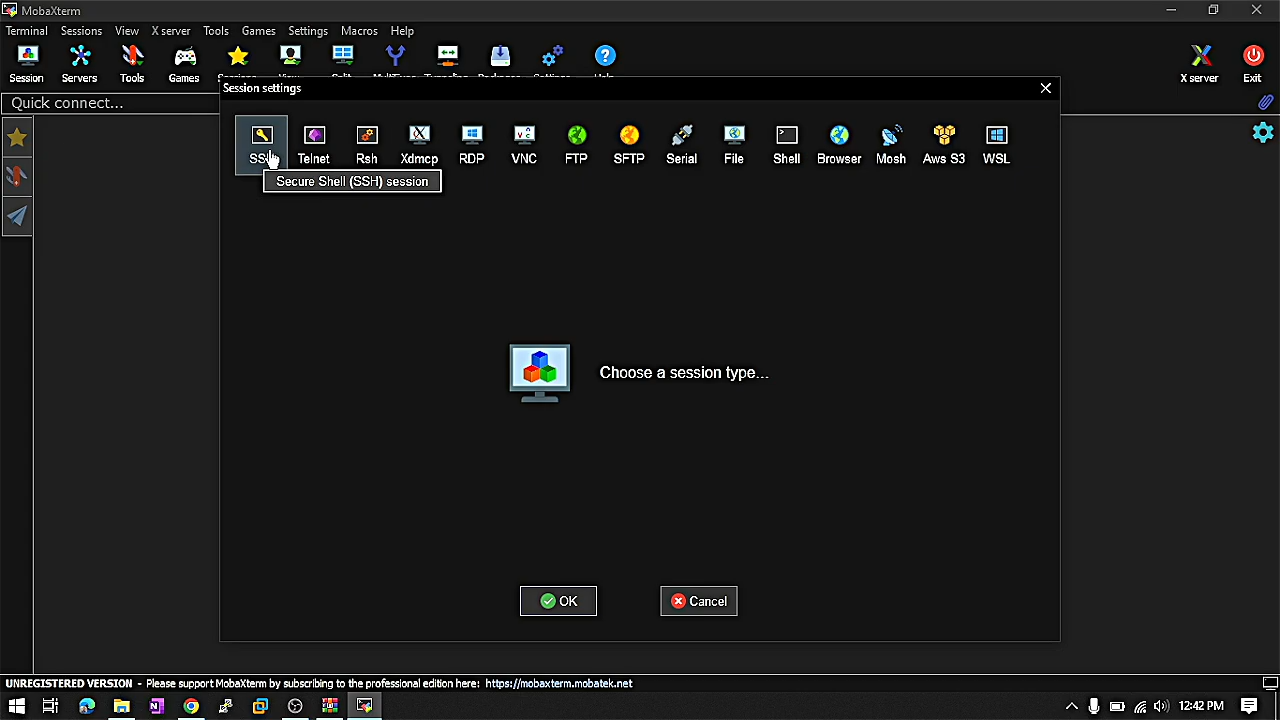 MobaXterm
Terminal Sessions View X server Tools Games Settings Macros Help
Session Servers Tools Games X server Exit
Quick connect...
Session settings
SSH Telnet Rsh Xdmcp RDP VNC FTP SFTP Serial File Shell Browser Mosh Aws S3 WSL
Secure Shell (SSH) session
Choose a session type...
OK Cancel
UNREGISTERED VERSION - Please support MobaXterm by subscribing to the professional edition here: https://mobaxterm.mobatek.net
12:42 PM